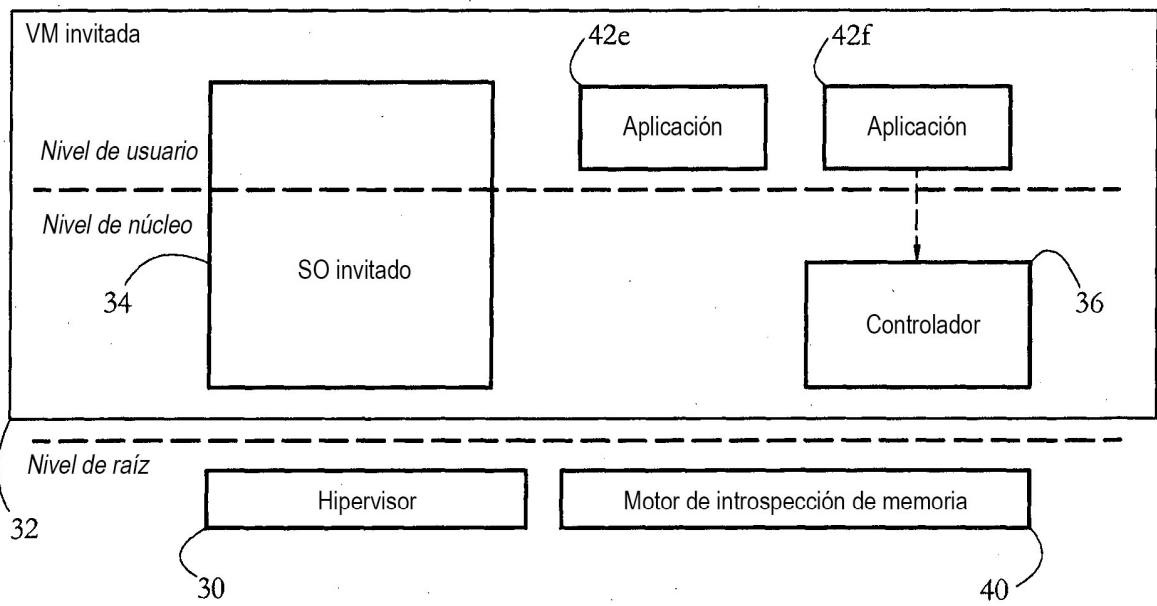 VM invitada
42e
42f
Aplicación
Aplicación
Nivel de usuario
Nivel de núcleo
SO invitado
34
36
Controlador
Nivel de raíz
Hipervisor
Motor de introspección de memoria
32
30
40